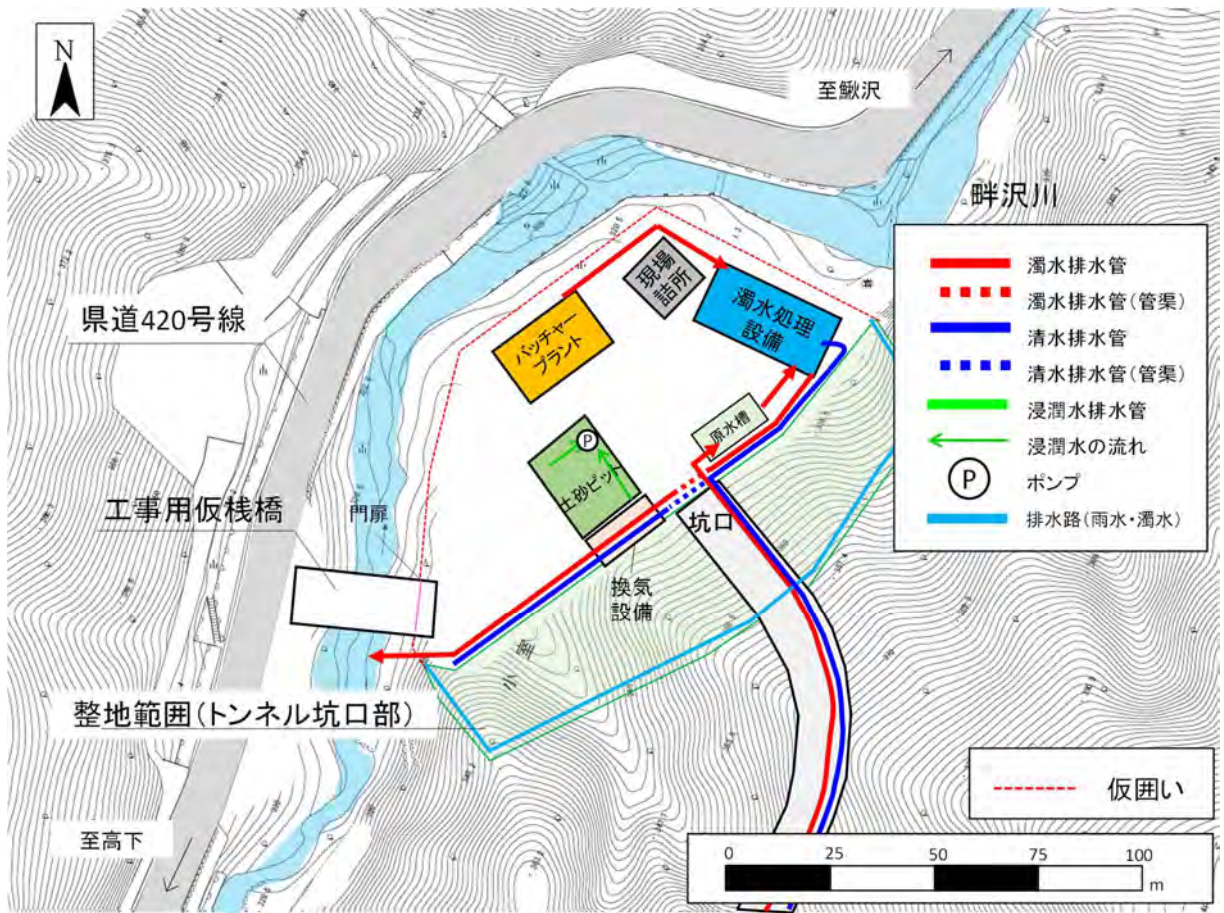 N
至鰍沢
畔沢川
濁水排水管
濁水排水管(管渠)
清水排水管
清水排水管(管渠)
浸潤水排水管
浸潤水の流れ
P
ポンプ
排水路(雨水・濁水)
県道420号線
現場
詰所
濁水処理
設備
バッチャー
プラント
原水槽
P
土砂ピット
工事用仮桟橋
門扉
坑口
換気
設備
小室
整地範囲(トンネル坑口部)
仮囲い
至高下
0 25 50 75 100
m